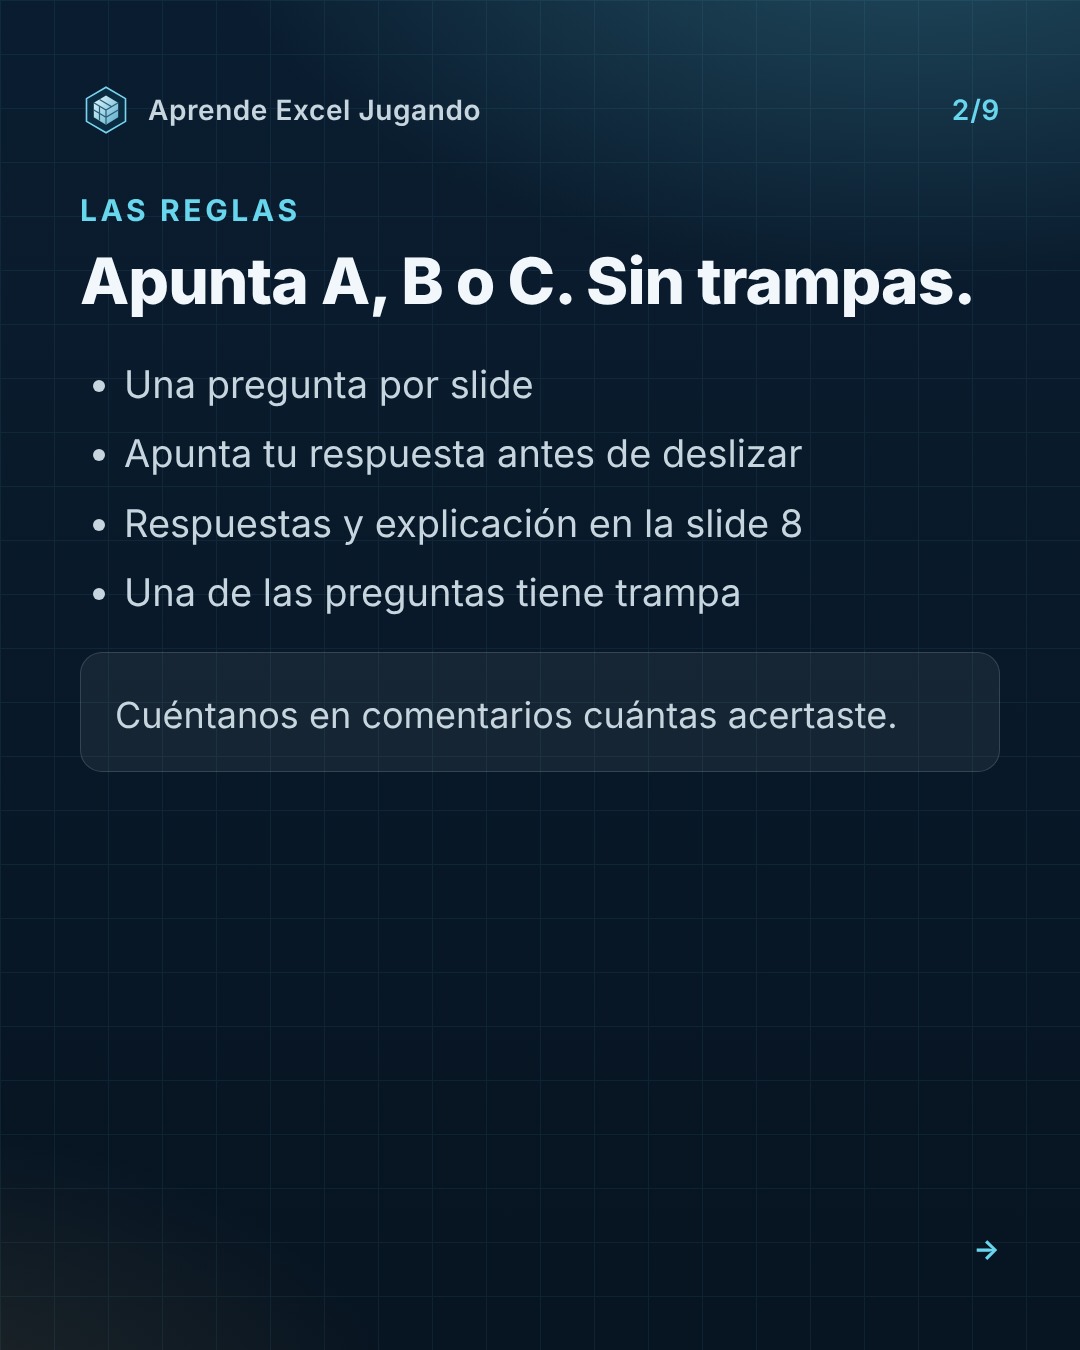 Aprende Excel Jugando
2/9
LAS REGLAS
Apunta A, B o C. Sin trampas.
• Una pregunta por slide
• Apunta tu respuesta antes de deslizar
• Respuestas y explicación en la slide 8
• Una de las preguntas tiene trampa
Cuéntanos en comentarios cuántas acertaste.
→